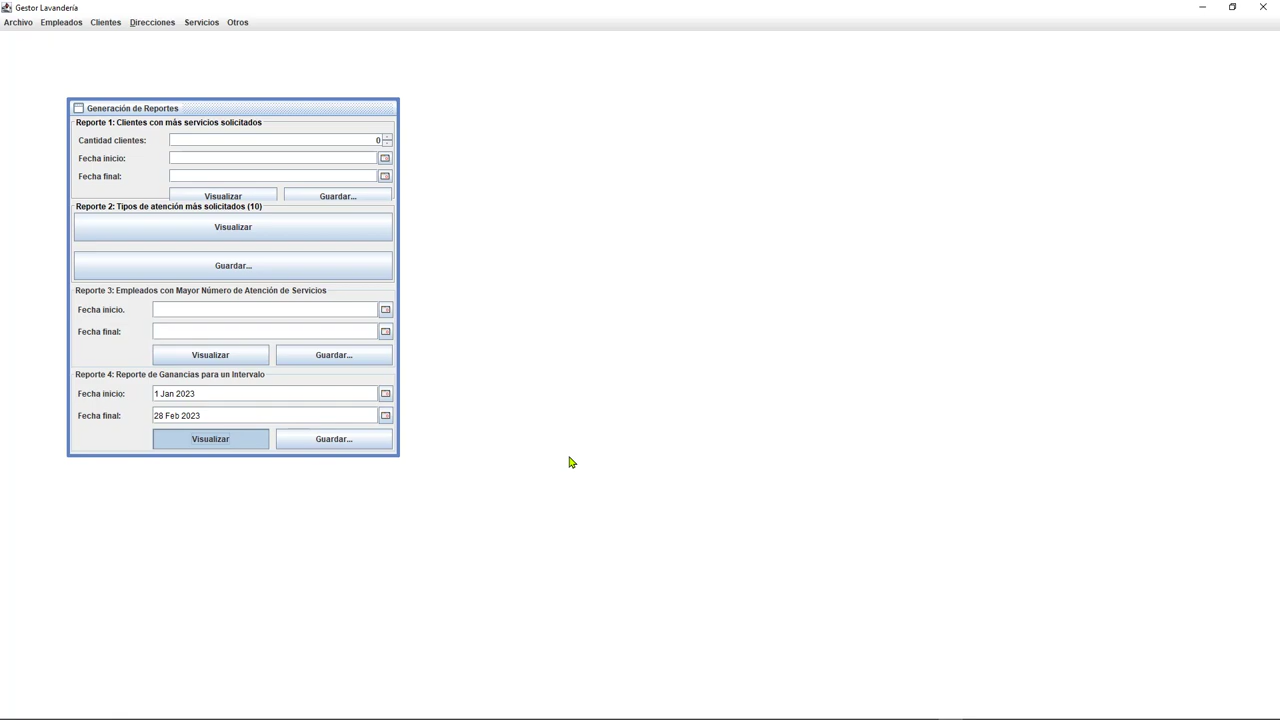 Gestor Lavandería
Archivo Empleados Clientes Direcciones Servicios Otros
Generación de Reportes
Reporte 1: Clientes con más servicios solicitados
Cantidad clientes: 0
Fecha inicio:
Fecha final:
Visualizar Guardar...
Reporte 2: Tipos de atención más solicitados (10)
Visualizar
Guardar...
Reporte 3: Empleados con Mayor Número de Atención de Servicios
Fecha inicio.
Fecha final:
Visualizar Guardar...
Reporte 4: Reporte de Ganancias para un Intervalo
Fecha inicio: 1 Jan 2023
Fecha final: 28 Feb 2023
Visualizar Guardar...